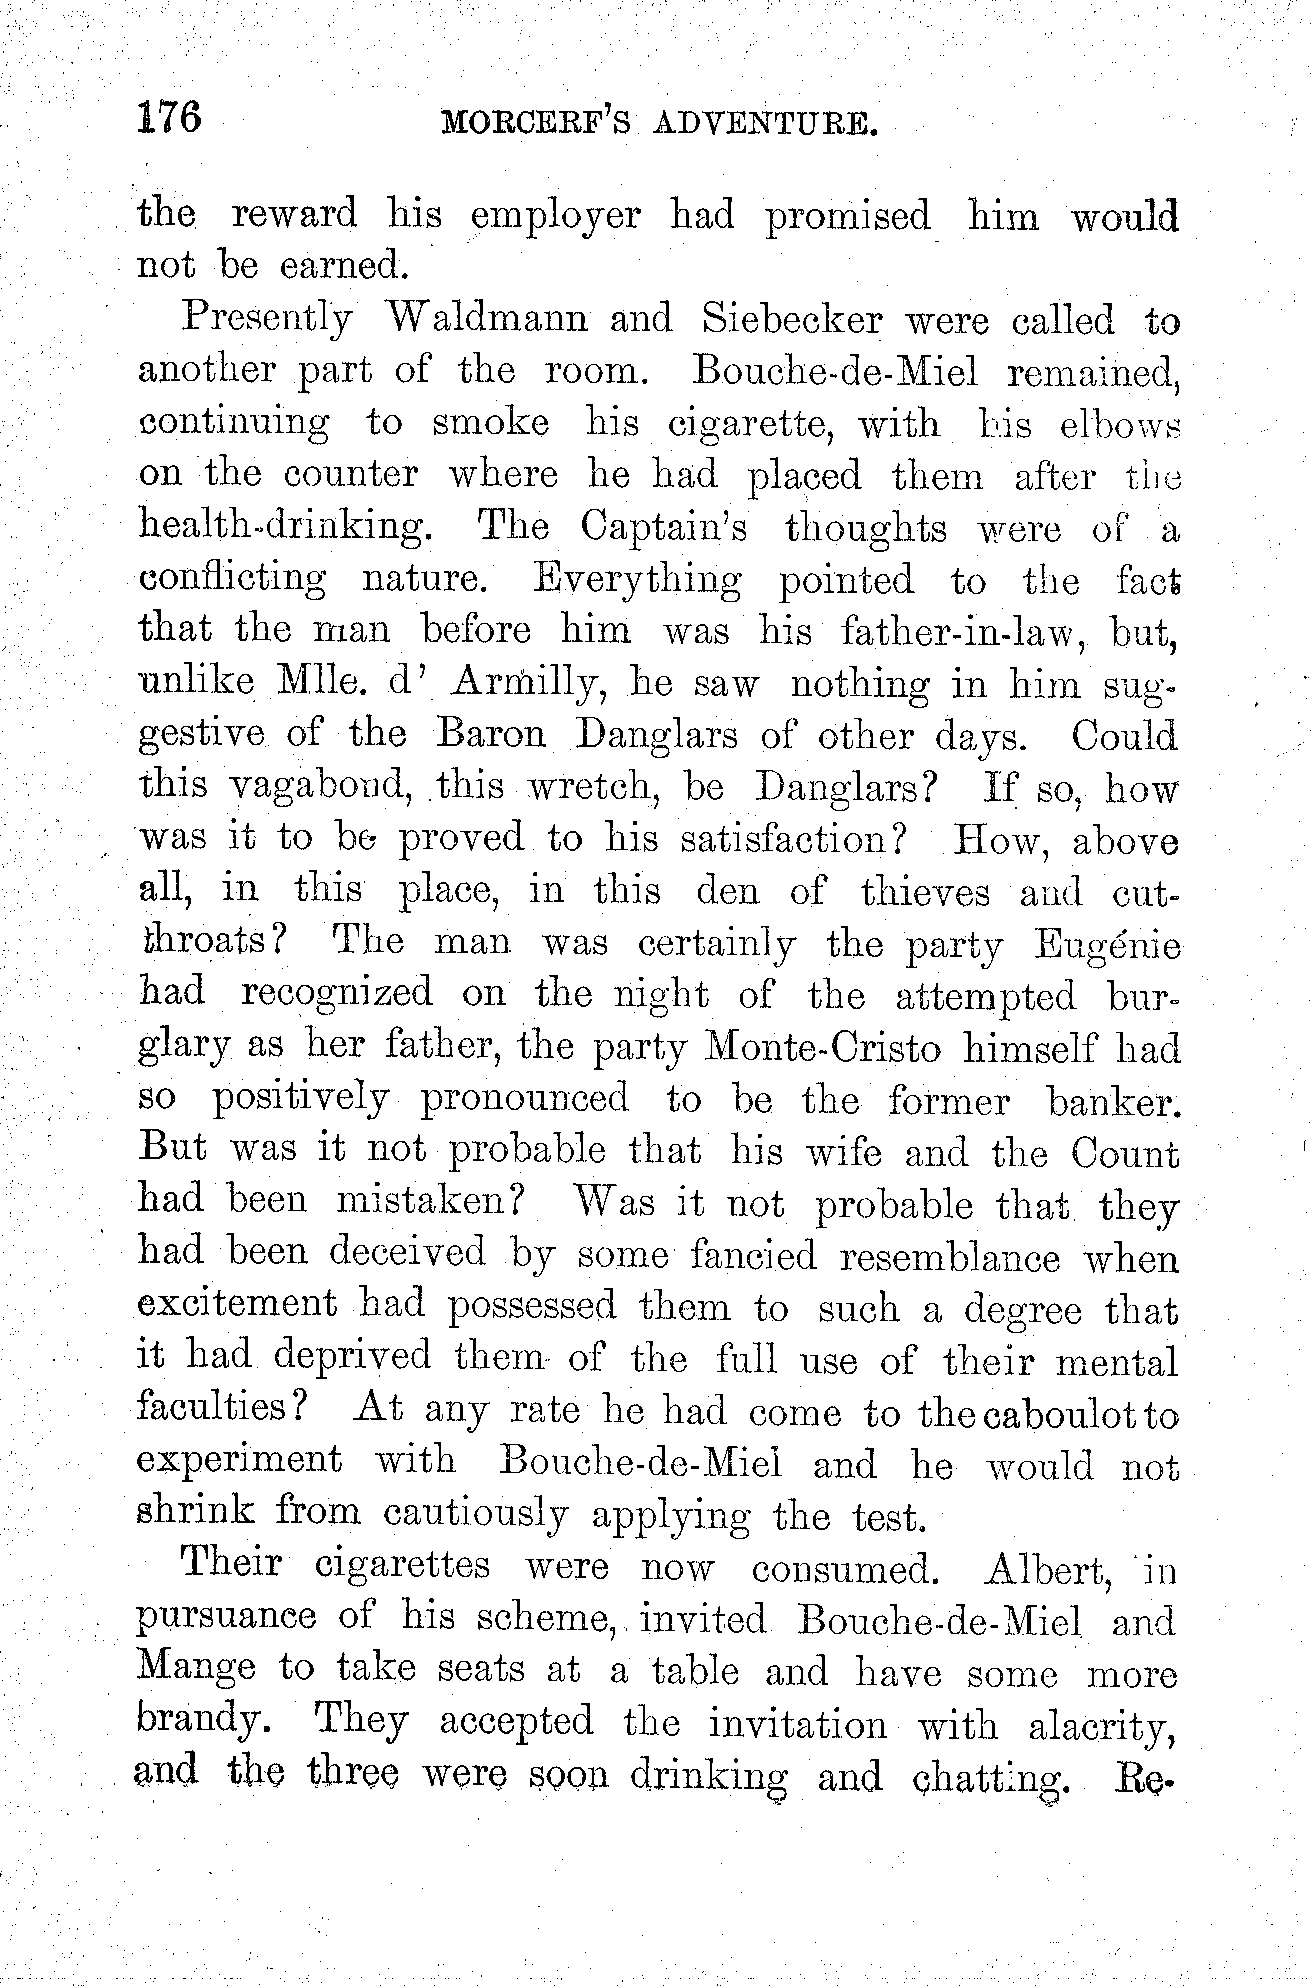 176 MORCERF'S ADVENTURE.
the reward his employer had promised him would
not be earned.
Presently Waldmann and Siebecker were called to
another part of the room. Bouche-de-Miel remained,
continuing to smoke his cigarette, with his elbows
on the counter where he had placed them after the
health-drinking. The Captain's thoughts were of a
conflicting nature. Everything pointed to the fact
that the man before him was his father-in-law, but,
unlike Mlle. d' Armilly, he saw nothing in him sug-
gestive of the Baron Danglars of other days. Could
this vagabond, this wretch, be Danglars? If so, how
was it to be proved to his satisfaction? How, above
all, in this place, in this den of thieves and cut-
throats? The man was certainly the party Eugénie
had recognized on the night of the attempted bur-
glary as her father, the party Monte-Cristo himself had
so positively pronounced to be the former banker.
But was it not probable that his wife and the Count
had been mistaken? Was it not probable that they
had been deceived by some fancied resemblance when
excitement had possessed them to such a degree that
it had deprived them of the full use of their mental
faculties? At any rate he had come to the caboulot to
experiment with Bouche-de-Miel and he would not
shrink from cautiously applying the test.
Their cigarettes were now consumed. Albert, in
pursuance of his scheme, invited Bouche-de-Miel and
Mange to take seats at a table and have some more
brandy. They accepted the invitation with alacrity,
and the three were soon drinking and chatting. Re-